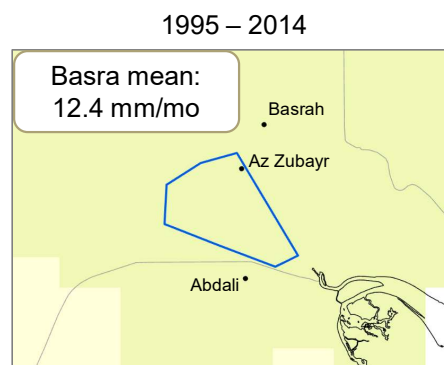 1995 – 2014
Basra mean:
12.4 mm/mo
Basrah
Az Zubayr
Abdali